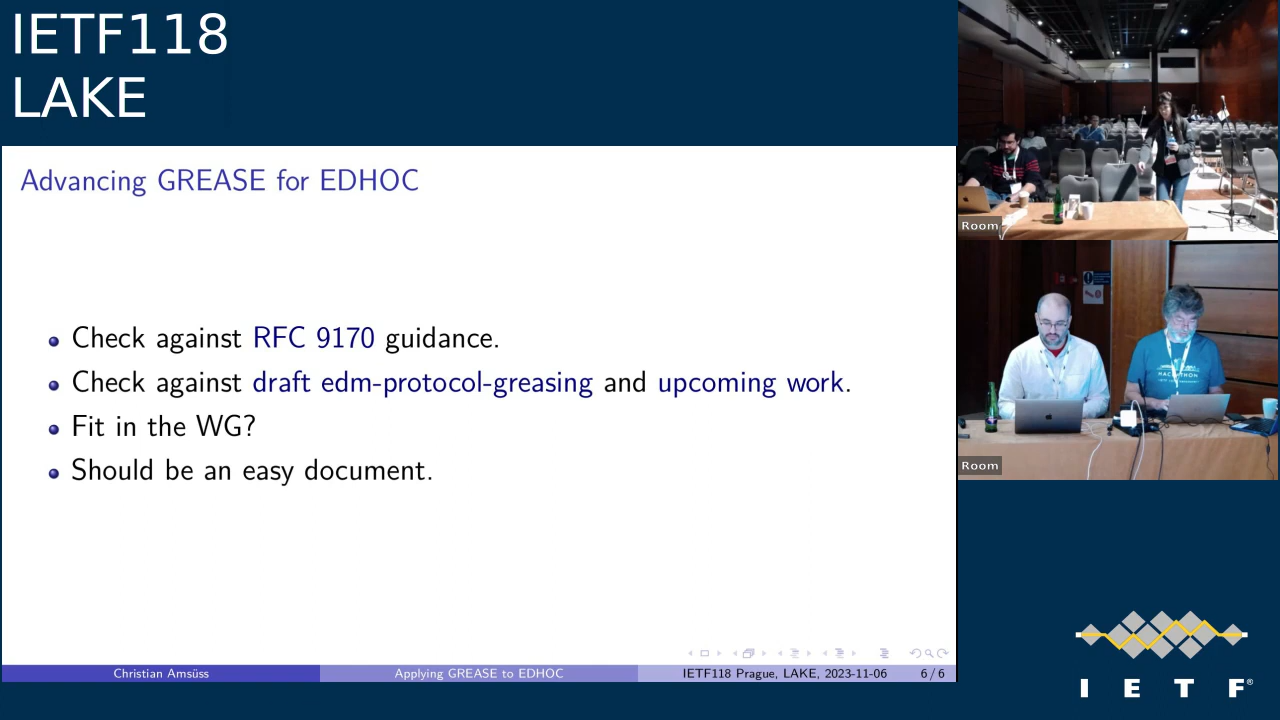 IETF118
LAKE
Advancing GREASE for EDHOC
Check against RFC 9170 guidance.
Check against draft edm-protocol-greasing and upcoming work.
Fit in the WG?
Should be an easy document.
Christian Amsüss
Applying GREASE to EDHOC
IETF118 Prague, LAKE, 2023-11-06
6/6
Room
HACKATHON
Room
I E T F®